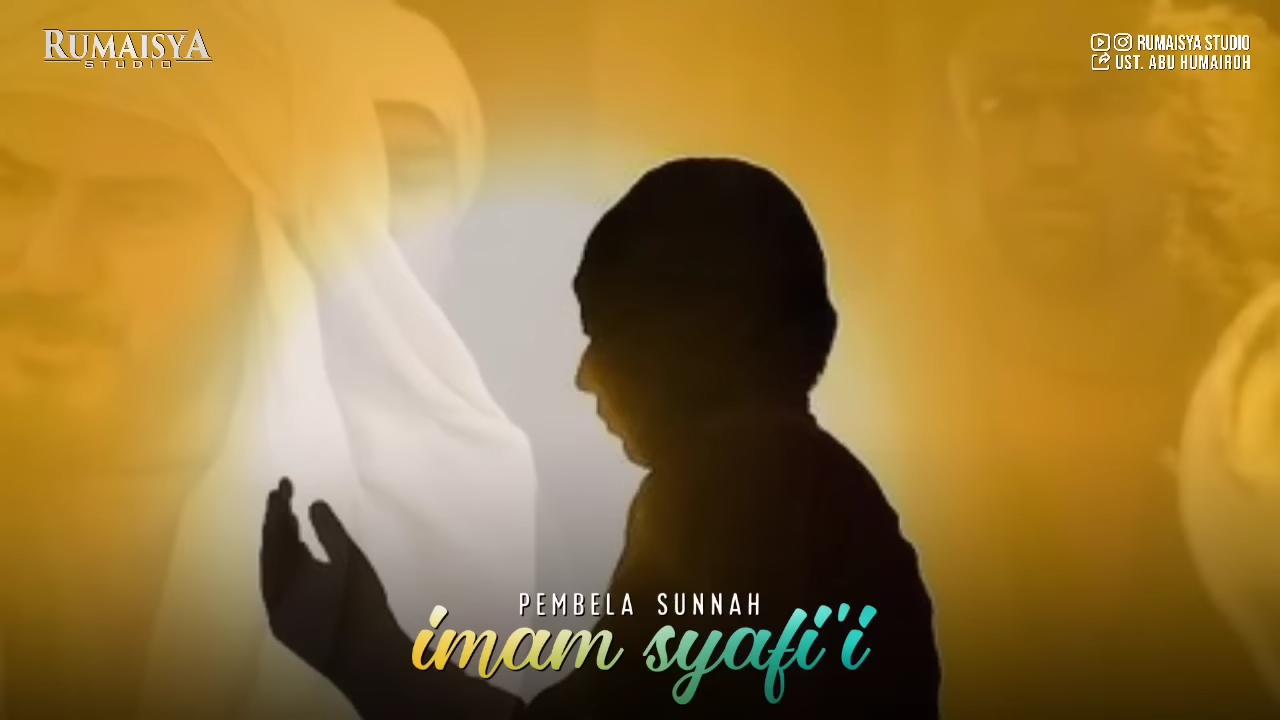 RUMAISYA
STUDIO
RUMAISYA STUDIO
UST. ABU HUMAIROH
PEMBELA SUNNAH
imam syafi'i